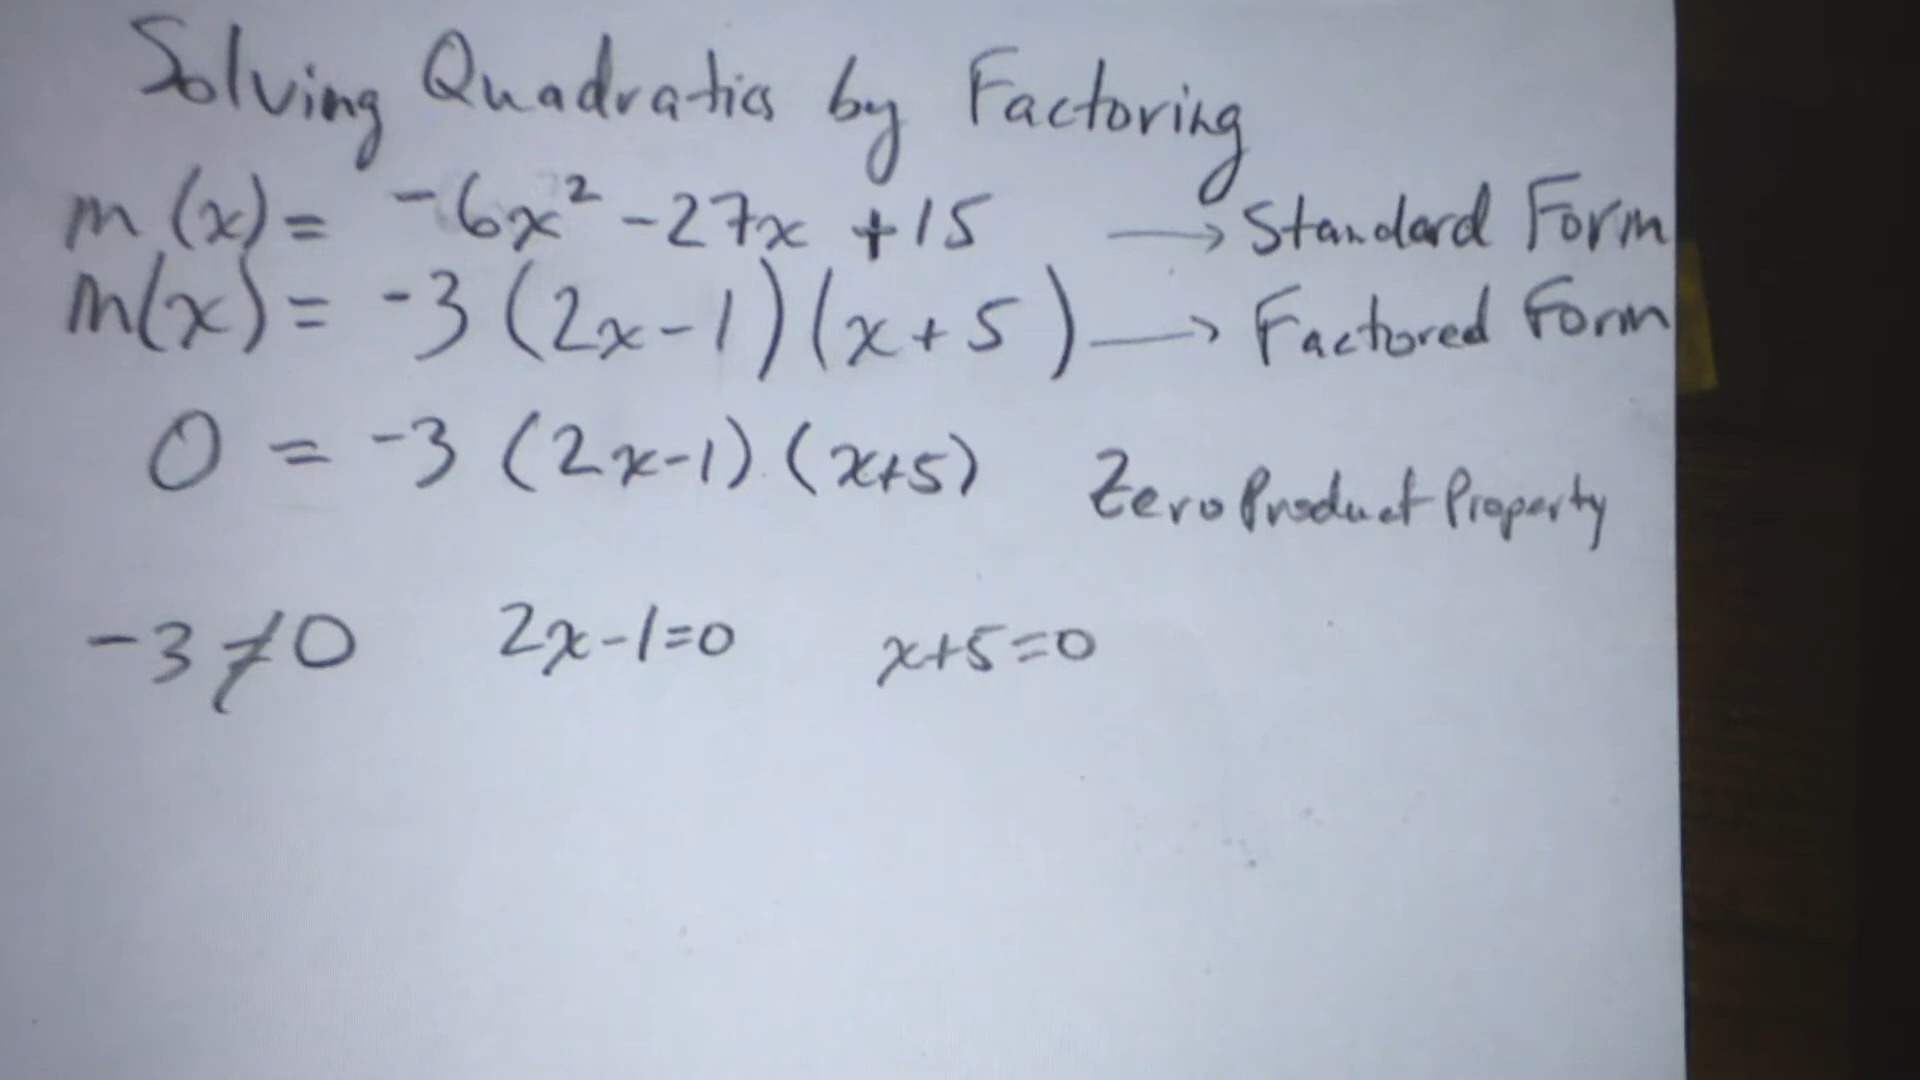 Solving Quadratics by Factoring
m(x) = -6x² - 27x + 15 → Standard Form
m(x) = -3(2x-1)(x+5) → Factored Form
0 = -3(2x-1)(x+5) Zero Product Property
-3≠0 2x-1=0 x+5=0